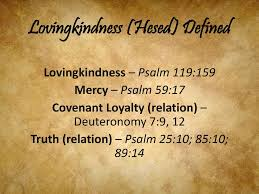 Lovingkindness (Hesed) Defined
Lovingkindness – Psalm 119:159
Mercy – Psalm 59:17
Covenant Loyalty (relation) –
Deuteronomy 7:9, 12
Truth (relation) – Psalm 25:10; 85:10;
89:14